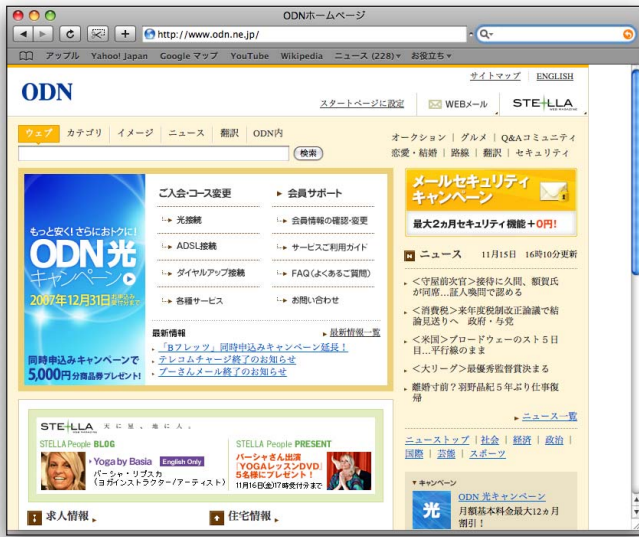 ODNホームページ
http://www.odn.ne.jp/
アップル Yahoo! Japan Google マップ YouTube Wikipedia ニュース (228) お役立ち
サイトマップ | ENGLISH
ODN
スタートページに設定 WEBメール STELLA
ウェブ カテゴリ イメージ ニュース 翻訳 ODN内
検索
オークション | グルメ | Q&Aコミュニティ
恋愛・結婚 | 路線 | 翻訳 | セキュリティ
もっと安く! さらにおトクに!
ODN光
キャンペーン
2007年12月31日お申込み受付分まで
同時申込みキャンペーンで
5,000円分商品券プレゼント!
ご入会・コース変更
光接続
ADSL接続
ダイヤルアップ接続
各種サービス
会員サポート
会員情報の確認・変更
サービスご利用ガイド
FAQ(よくあるご質問)
お問い合わせ
最新情報 最新情報一覧
「Bフレッツ」同時申込みキャンペーン延長!
テレコムチャージ終了のお知らせ
プーさんメール終了のお知らせ
メールセキュリティ
キャンペーン
最大2ヵ月セキュリティ機能+0円!
ニュース 11月15日 16時10分更新
<守屋前次官>接待に久間、額賀氏
が同席…証人喚問で認める
<消費税>来年度税制改正論議で結
論見送りへ 政府・与党
<米国>ブロードウェーのスト5日
目…平行線のまま
<大リーグ>最優秀監督賞決まる
離婚寸前?羽野晶紀5年ぶり仕事復
帰
ニュース一覧
ニューストップ | 社会 | 経済 | 政治 |
国際 | 芸能 | スポーツ
STELLA 天に星。地に人。
STELLA People BLOG
Yoga by Basia English Only
バーシャ・リプスカ
(ヨガインストラクター/アーティスト)
STELLA People PRESENT
バーシャさん出演
「YOGAレッスンDVD」
5名様にプレゼント!
11月16日(金)17時受付分まで
キャンペーン
光
ODN 光キャンペーン
月額基本料金最大12ヵ月
割引!
求人情報 住宅情報